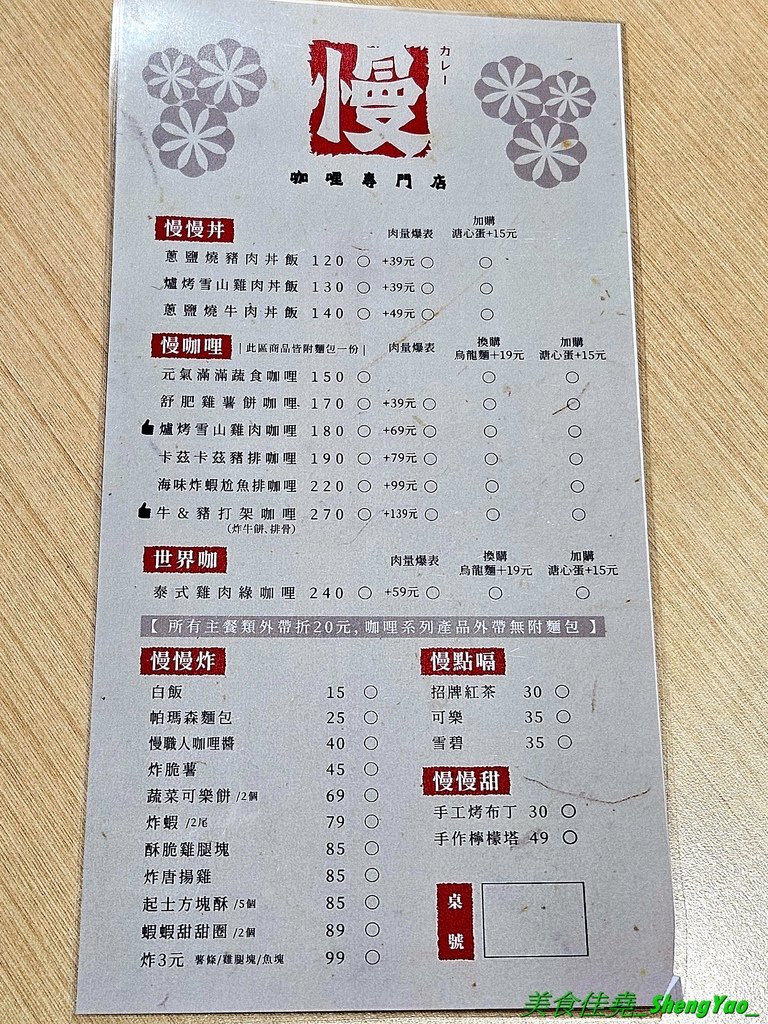 慢
カレー
咖哩專門店
慢慢丼 肉量爆表 加購 溏心蛋+15元
蔥鹽燒豬肉丼飯 120 ○ +39元 ○ ○
爐烤雪山雞肉丼飯 130 ○ +39元 ○ ○
蔥鹽燒牛肉丼飯 140 ○ +49元 ○ ○
慢咖哩 |此區商品皆附麵包一份| 肉量爆表 換購 烏龍麵+19元 加購 溏心蛋+15元
元氣滿滿蔬食咖哩 150 ○ ○ ○
舒肥雞薯餅咖哩 170 ○ +39元 ○ ○ ○
爐烤雪山雞肉咖哩 180 ○ +69元 ○ ○ ○
卡茲卡茲豬排咖哩 190 ○ +79元 ○ ○ ○
海味炸蝦尬魚排咖哩 220 ○ +99元 ○ ○ ○
牛&豬打架咖哩 270 ○ +139元 ○ ○ ○
(炸牛餅、排骨)
世界咖 肉量爆表 換購 烏龍麵+19元 加購 溏心蛋+15元
泰式雞肉綠咖哩 240 ○ +59元 ○ ○ ○
【 所有主餐類外帶折20元, 咖哩系列產品外帶無附麵包 】
慢慢炸
白飯 15 ○
帕瑪森麵包 25 ○
慢職人咖哩醬 40 ○
炸脆薯 45 ○
蔬菜可樂餅/2個 69 ○
炸蝦/2尾 79 ○
酥脆雞腿塊 85 ○
炸唐揚雞 85 ○
起士方塊酥/5個 85 ○
蝦蝦甜甜圈/2個 89 ○
炸3元 薯條/雞腿塊/魚塊 99 ○
慢點嗝
招牌紅茶 30 ○
可樂 35 ○
雪碧 35 ○
慢慢甜
手工烤布丁 30 ○
手作檸檬塔 49 ○
桌號
美食佳堯_ShengYao_